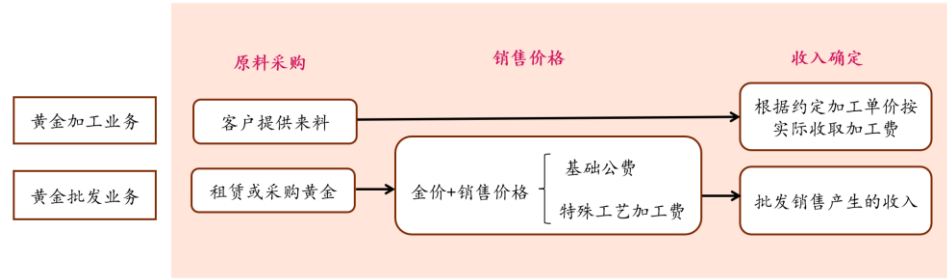 原料采购
销售价格
收入确定
黄金加工业务
客户提供来料
根据约定加工单价按
实际收取加工费
黄金批发业务
租赁或采购黄金
金价+销售价格
基础公费
特殊工艺加工费
批发销售产生的收入